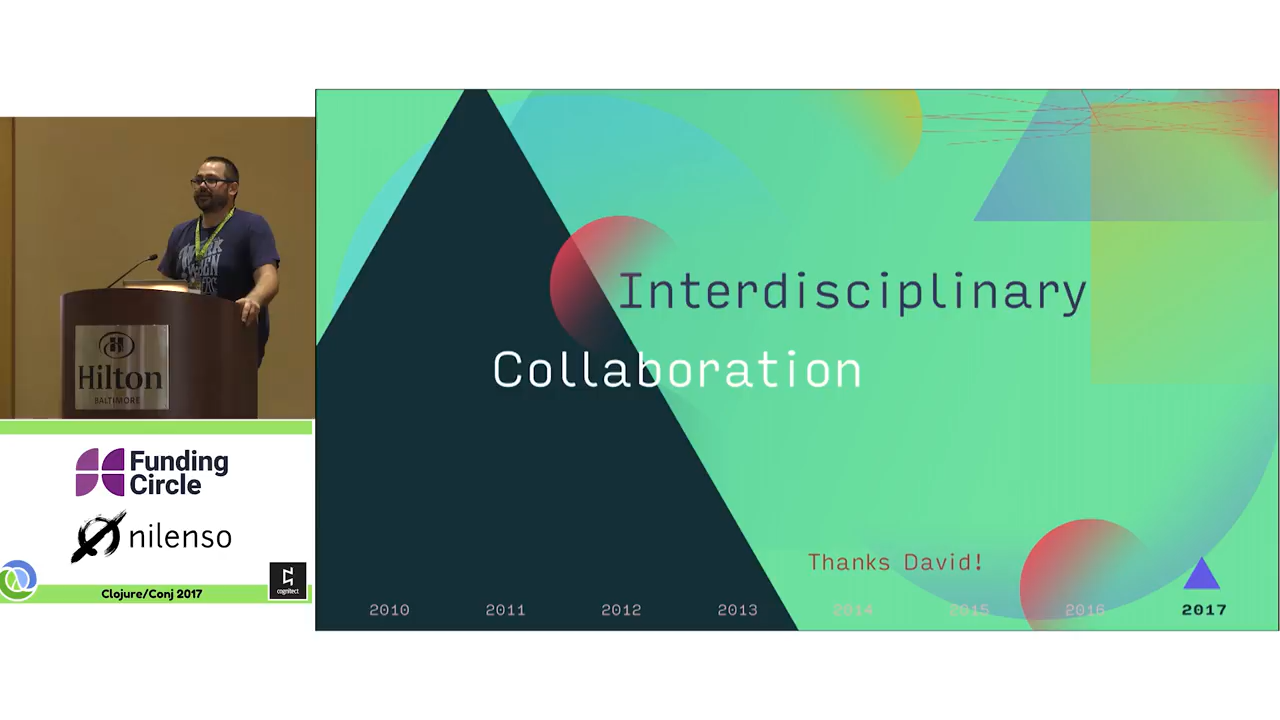 Interdisciplinary
Collaboration
Thanks David!
2010 2011 2012 2013 2014 2015 2016 2017
Hilton
BALTIMORE
Funding
Circle
nilenso
cognitect
Clojure/Conj 2017